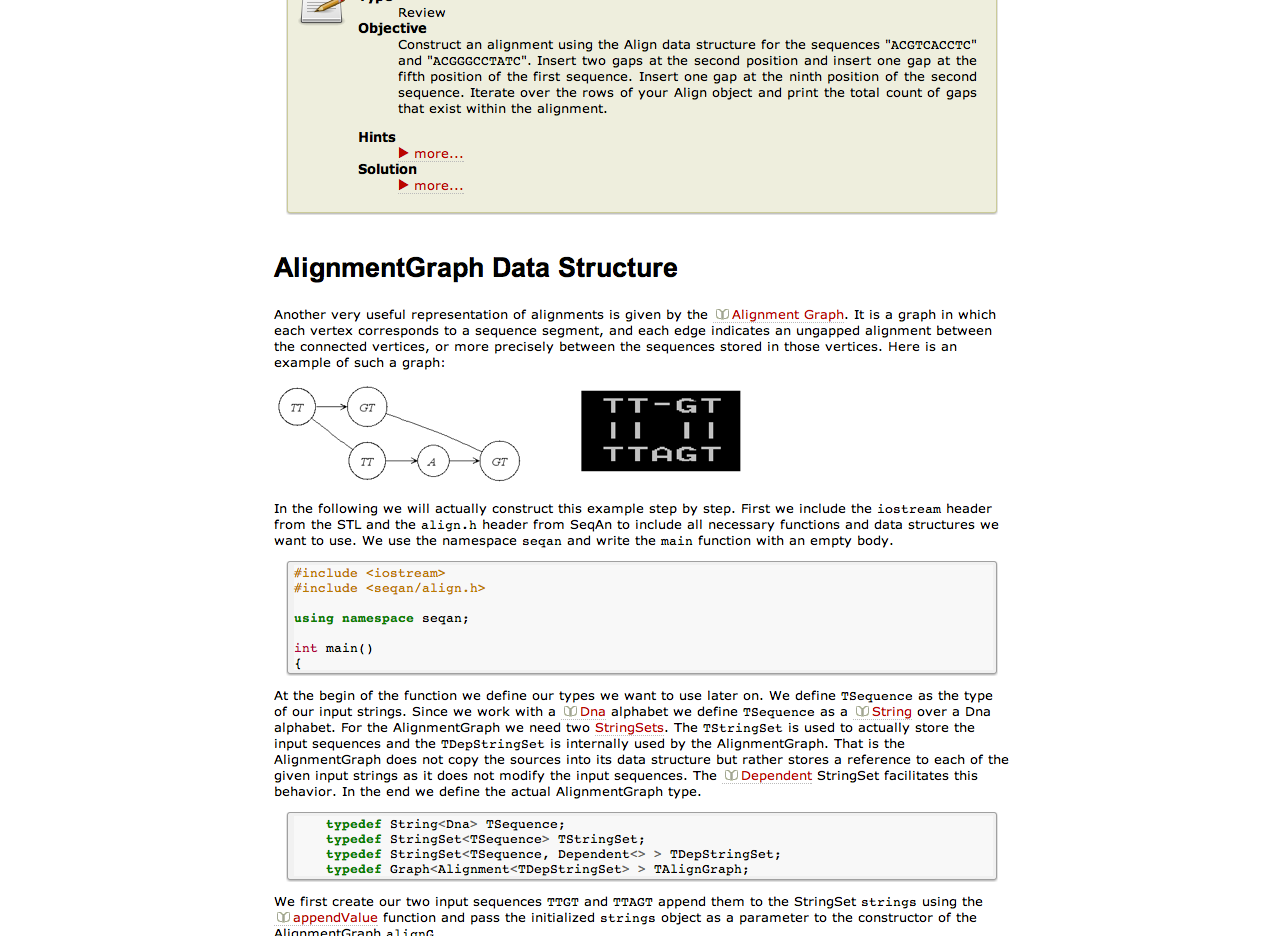 Type
Review
Objective
Construct an alignment using the Align data structure for the sequences "ACGTCACCTC"
and "ACGGGCCTATC". Insert two gaps at the second position and insert one gap at the
fifth position of the first sequence. Insert one gap at the ninth position of the second
sequence. Iterate over the rows of your Align object and print the total count of gaps
that exist within the alignment.
Hints
more...
Solution
more...
AlignmentGraph Data Structure
Another very useful representation of alignments is given by the Alignment Graph. It is a graph in which
each vertex corresponds to a sequence segment, and each edge indicates an ungapped alignment between
the connected vertices, or more precisely between the sequences stored in those vertices. Here is an
example of such a graph:
TT GT
TT A GT
TT-GT
|| ||
TTAGT
In the following we will actually construct this example step by step. First we include the iostream header
from the STL and the align.h header from SeqAn to include all necessary functions and data structures we
want to use. We use the namespace seqan and write the main function with an empty body.
#include <iostream>
#include <seqan/align.h>
using namespace seqan;
int main()
{
At the begin of the function we define our types we want to use later on. We define TSequence as the type
of our input strings. Since we work with a Dna alphabet we define TSequence as a String over a Dna
alphabet. For the AlignmentGraph we need two StringSets. The TStringSet is used to actually store the
input sequences and the TDepStringSet is internally used by the AlignmentGraph. That is the
AlignmentGraph does not copy the sources into its data structure but rather stores a reference to each of the
given input strings as it does not modify the input sequences. The Dependent StringSet facilitates this
behavior. In the end we define the actual AlignmentGraph type.
typedef String<Dna> TSequence;
typedef StringSet<TSequence> TStringSet;
typedef StringSet<TSequence, Dependent<> > TDepStringSet;
typedef Graph<Alignment<TDepStringSet> > TAlignGraph;
We first create our two input sequences TTGT and TTAGT append them to the StringSet strings using the
appendValue function and pass the initialized strings object as a parameter to the constructor of the
AlignmentGraph alignG